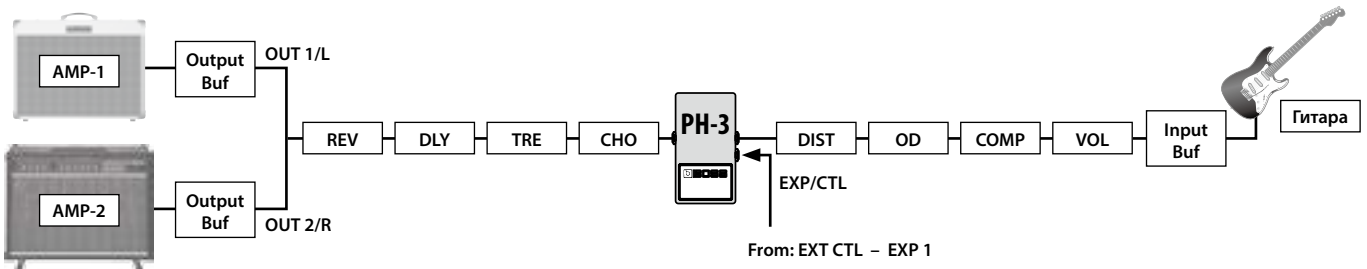 AMP-1
Output
Buf
OUT 1/L
REV
DLY
TRE
CHO
PH-3
BOSS
DIST
OD
COMP
VOL
Input
Buf
Гитара
EXP/CTL
AMP-2
Output
Buf
OUT 2/R
From: EXT CTL – EXP 1